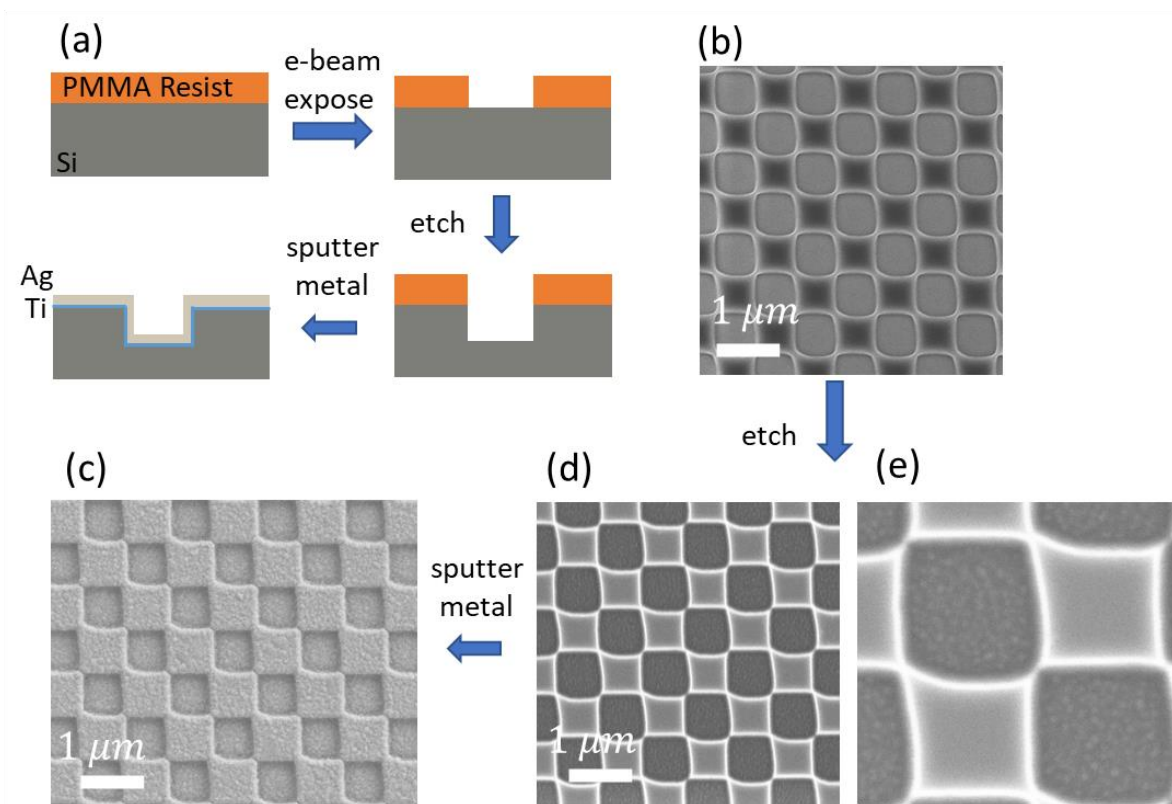 (a)
PMMA Resist
Si
e-beam
expose
etch
sputter
metal
Ag
Ti
(b)
1 μm
etch
(c)
1 μm
sputter
metal
(d)
1 μm
(e)